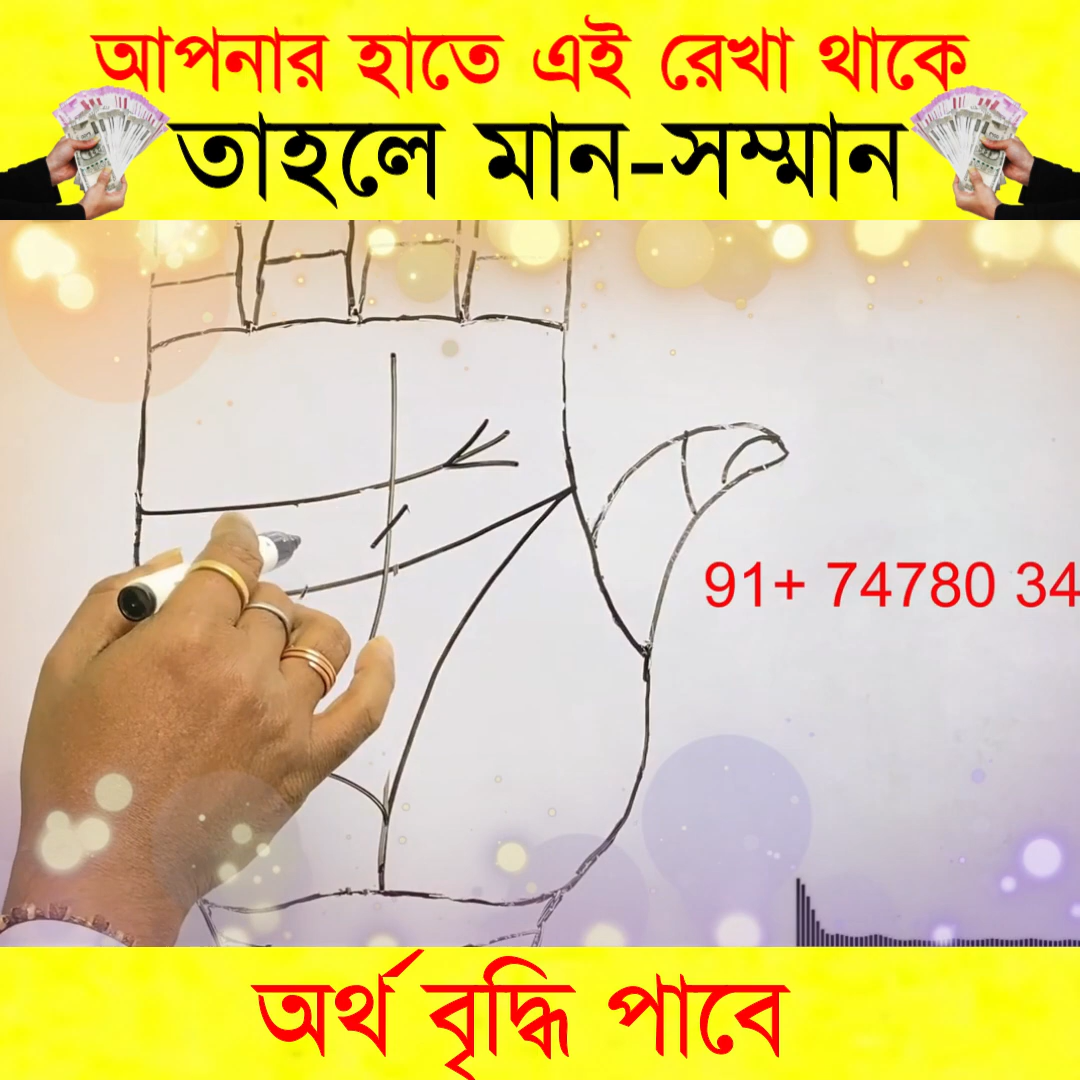 আপনার হাতে এই রেখা থাকে
তাহলে মান-সম্মান
91+ 74780 34
অর্থ বৃদ্ধি পাবে